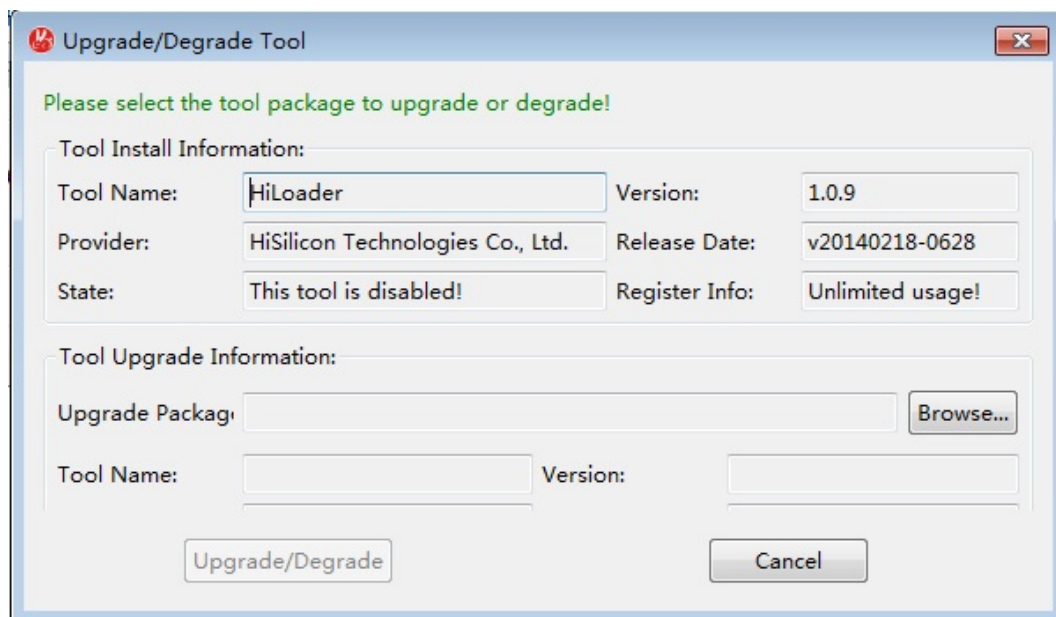 Upgrade/Degrade Tool
Please select the tool package to upgrade or degrade!
Tool Install Information:
Tool Name: HiLoader Version: 1.0.9
Provider: HiSilicon Technologies Co., Ltd. Release Date: v20140218-0628
State: This tool is disabled! Register Info: Unlimited usage!
Tool Upgrade Information:
Upgrade Package Browse...
Tool Name: Version:
Upgrade/Degrade Cancel